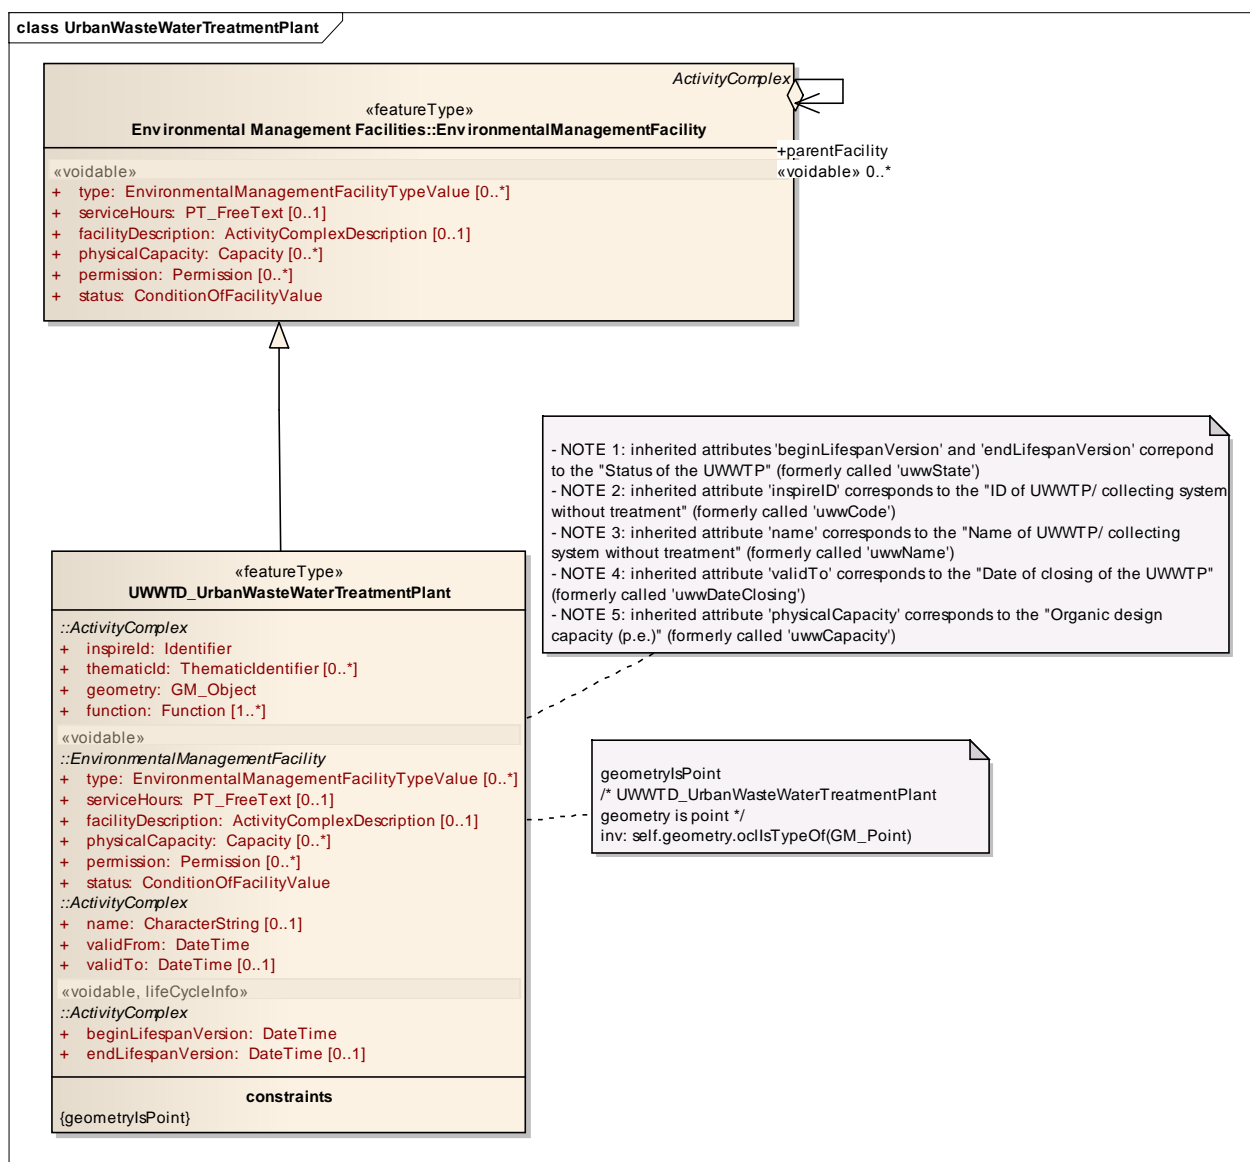 class UrbanWasteWaterTreatmentPlant
ActivityComplex
«featureType»
Environmental Management Facilities::EnvironmentalManagementFacility
+parentFacility
«voidable» 0..*
«voidable»
+ type: EnvironmentalManagementFacilityTypeValue [0..*]
+ serviceHours: PT_FreeText [0..1]
+ facilityDescription: ActivityComplexDescription [0..1]
+ physicalCapacity: Capacity [0..*]
+ permission: Permission [0..*]
+ status: ConditionOfFacilityValue
- NOTE 1: inherited attributes 'beginLifespanVersion' and 'endLifespanVersion' correpond
to the "Status of the UWWTP" (formerly called 'uwwState')
- NOTE 2: inherited attribute 'inspireID' corresponds to the "ID of UWWTP/ collecting system
without treatment" (formerly called 'uwwCode')
- NOTE 3: inherited attribute 'name' corresponds to the "Name of UWWTP/ collecting
system without treatment" (formerly called 'uwwName')
- NOTE 4: inherited attribute 'validTo' corresponds to the "Date of closing of the UWWTP"
(formerly called 'uwwDateClosing')
- NOTE 5: inherited attribute 'physicalCapacity' corresponds to the "Organic design
capacity (p.e.)" (formerly called 'uwwCapacity')
«featureType»
UWWTD_UrbanWasteWaterTreatmentPlant
::ActivityComplex
+ inspireId: Identifier
+ thematicId: ThematicIdentifier [0..*]
+ geometry: GM_Object
+ function: Function [1..*]
«voidable»
::EnvironmentalManagementFacility
+ type: EnvironmentalManagementFacilityTypeValue [0..*]
+ serviceHours: PT_FreeText [0..1]
+ facilityDescription: ActivityComplexDescription [0..1]
+ physicalCapacity: Capacity [0..*]
+ permission: Permission [0..*]
+ status: ConditionOfFacilityValue
::ActivityComplex
+ name: CharacterString [0..1]
+ validFrom: DateTime
+ validTo: DateTime [0..1]
«voidable, lifeCycleInfo»
::ActivityComplex
+ beginLifespanVersion: DateTime
+ endLifespanVersion: DateTime [0..1]
constraints
{geometryIsPoint}
geometryIsPoint
/* UWWTD_UrbanWasteWaterTreatmentPlant
geometry is point */
inv: self.geometry.oclIsTypeOf(GM_Point)